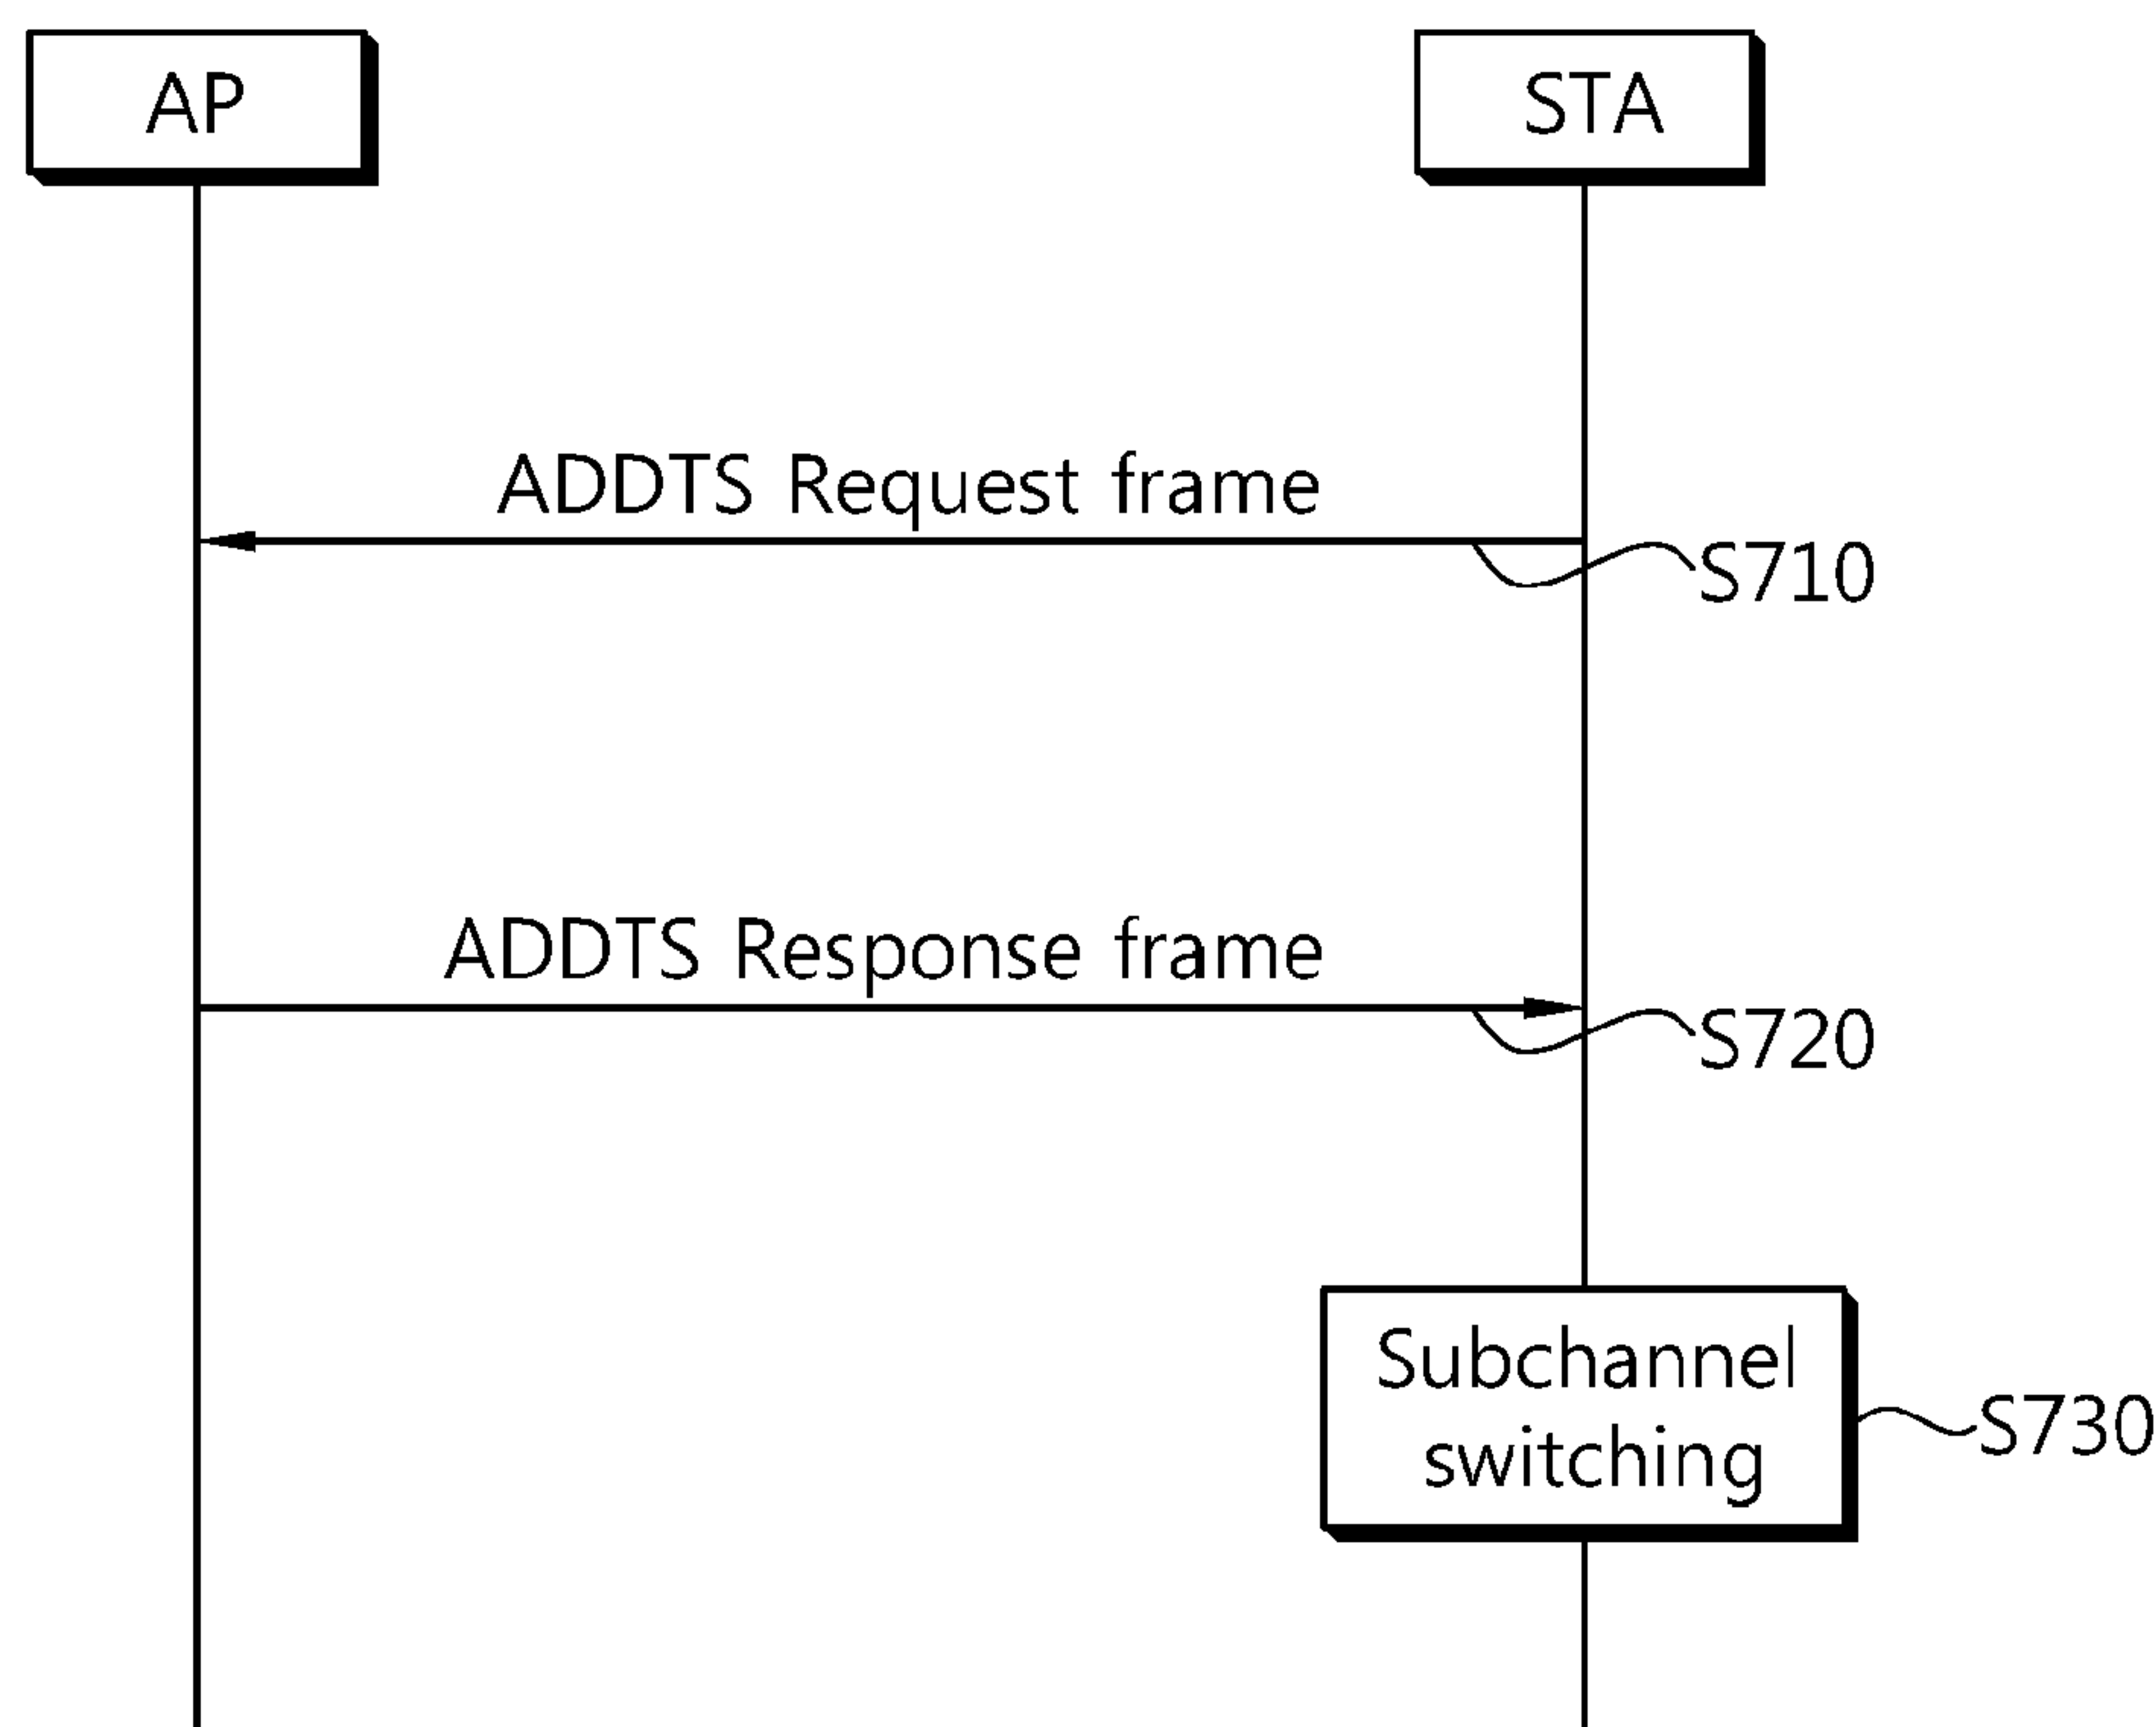 AP
STA
ADDTS Request frame
S710
ADDTS Response frame
S720
Subchannel
switching
S730